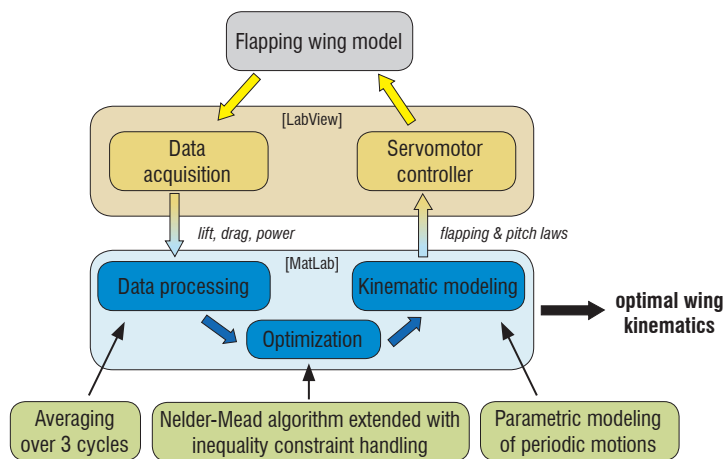 Flapping wing model
[LabView]
Data
acquisition
Servomotor
controller
lift, drag, power
flapping & pitch laws
[MatLab]
Data processing
Kinematic modeling
Optimization
optimal wing
kinematics
Averaging
over 3 cycles
Nelder-Mead algorithm extended with
inequality constraint handling
Parametric modeling
of periodic motions